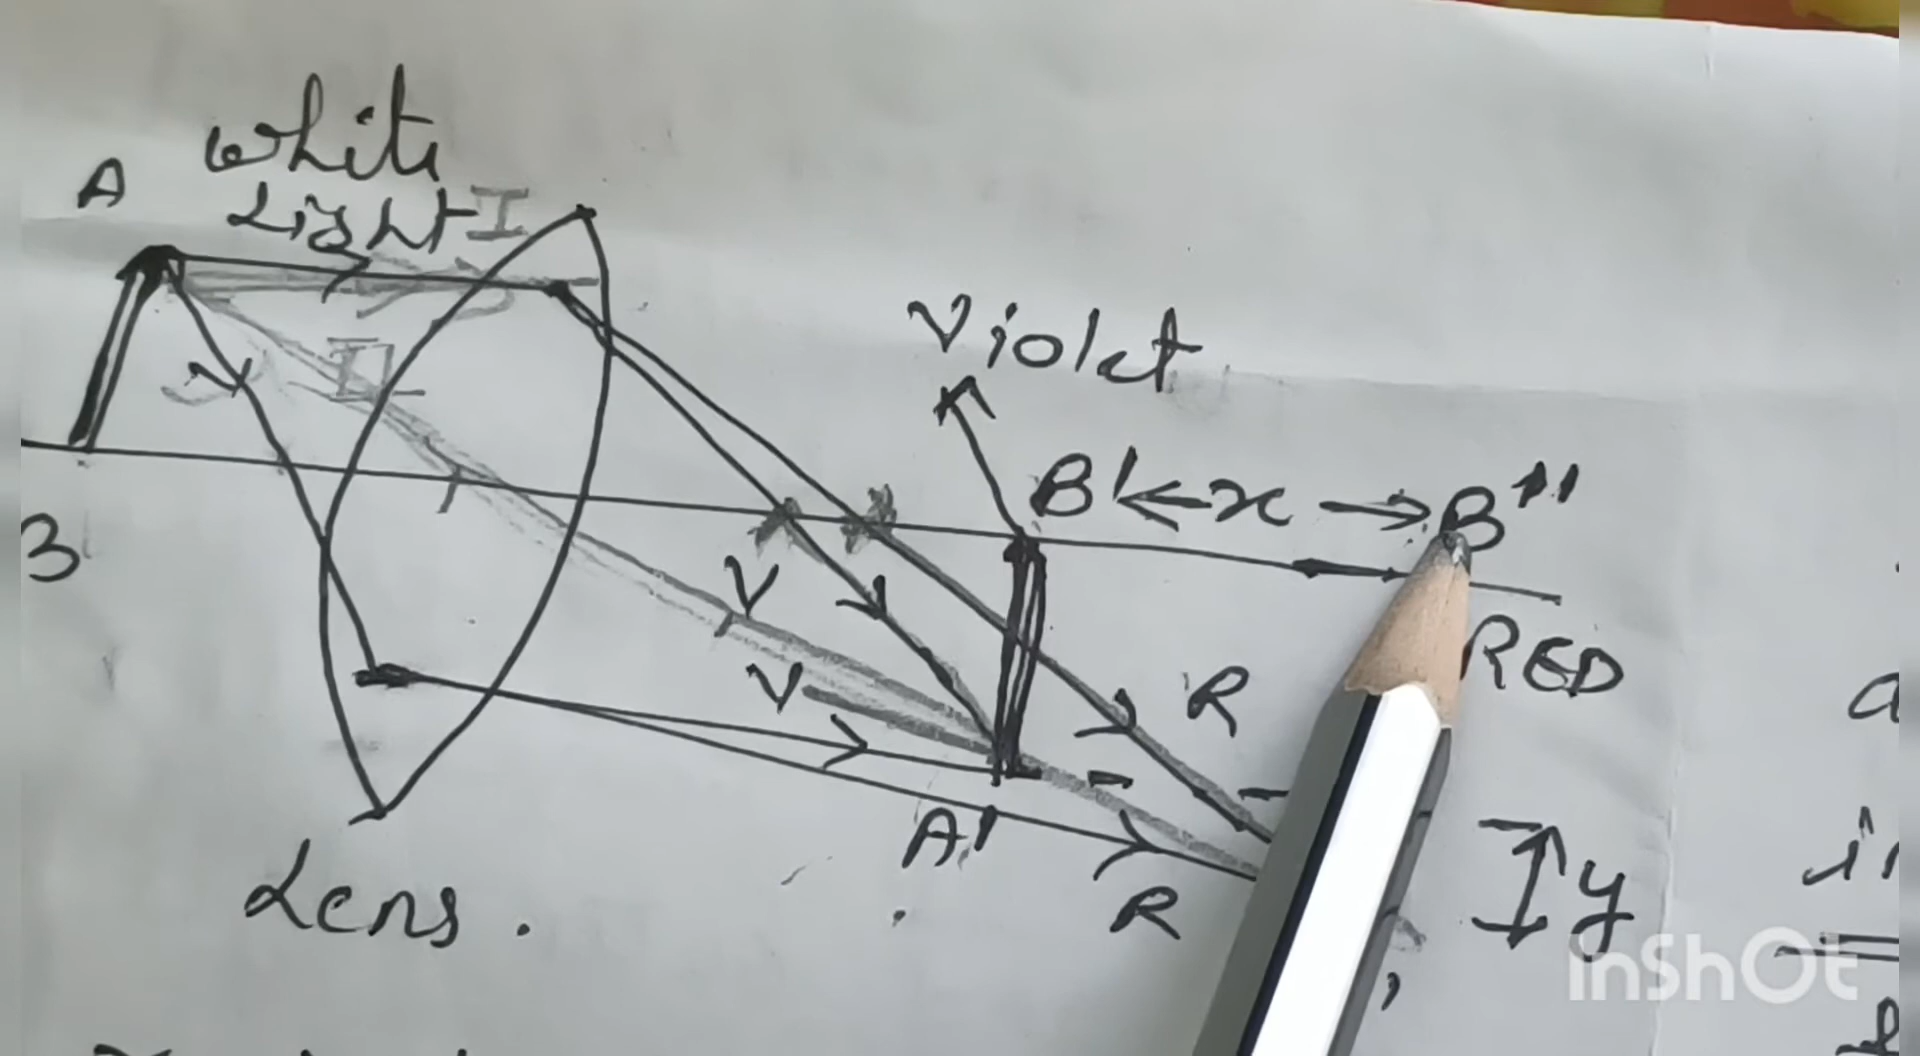 White
A
Light I
II
Violet
B' ← x → B''
B
V
V
R
RED
A'
R
y
Lens.
InShOt